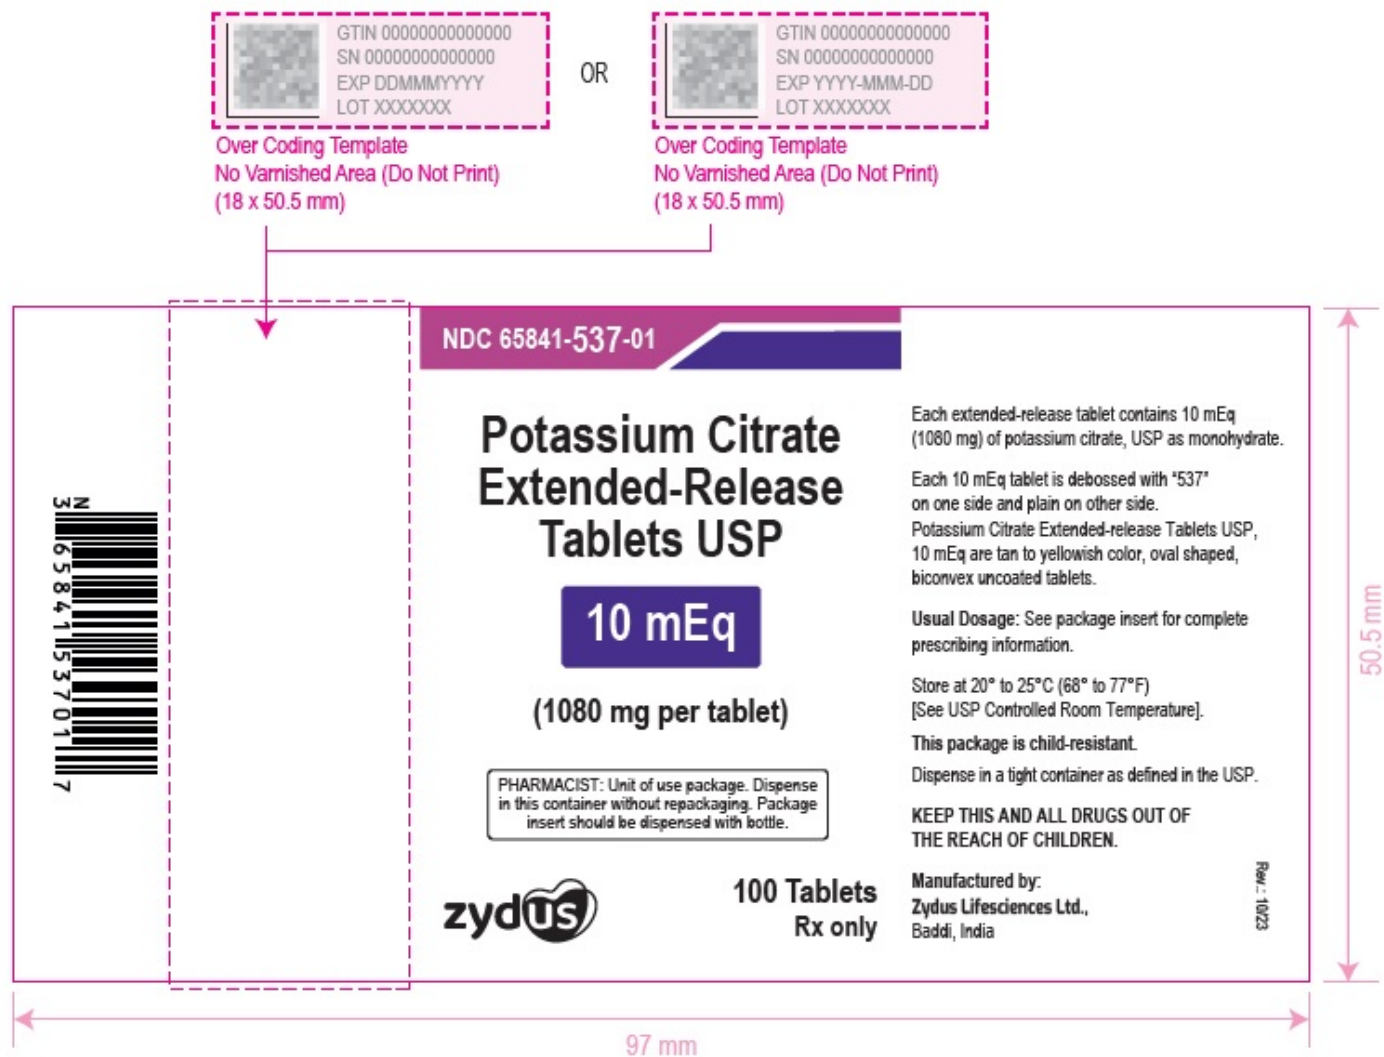 GTIN 00000000000000
SN 00000000000000
EXP DDMMMYYYY
LOT XXXXXXX
OR
GTIN 00000000000000
SN 00000000000000
EXP YYYY-MMM-DD
LOT XXXXXXX
Over Coding Template
No Varnished Area (Do Not Print)
(18 x 50.5 mm)
Over Coding Template
No Varnished Area (Do Not Print)
(18 x 50.5 mm)
N
3 65841 53701 7
NDC 65841-537-01
Potassium Citrate
Extended-Release
Tablets USP
10 mEq
(1080 mg per tablet)
PHARMACIST: Unit of use package. Dispense
in this container without repackaging. Package
insert should be dispensed with bottle.
zydus
100 Tablets
Rx only
Each extended-release tablet contains 10 mEq
(1080 mg) of potassium citrate, USP as monohydrate.
Each 10 mEq tablet is debossed with “537”
on one side and plain on other side.
Potassium Citrate Extended-release Tablets USP,
10 mEq are tan to yellowish color, oval shaped,
biconvex uncoated tablets.
Usual Dosage: See package insert for complete
prescribing information.
Store at 20° to 25°C (68° to 77°F)
[See USP Controlled Room Temperature].
This package is child-resistant.
Dispense in a tight container as defined in the USP.
KEEP THIS AND ALL DRUGS OUT OF
THE REACH OF CHILDREN.
Manufactured by:
Zydus Lifesciences Ltd.,
Baddi, India
Rev.: 10/23
50.5 mm
97 mm